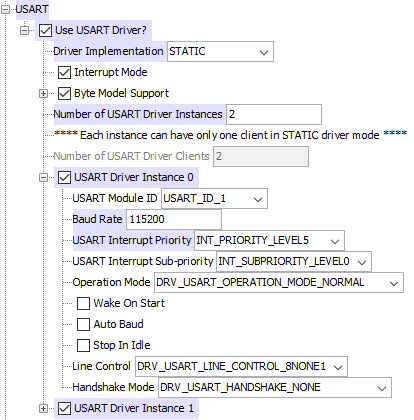 USART
Use USART Driver?
Driver Implementation STATIC
Interrupt Mode
Byte Model Support
Number of USART Driver Instances 2
**** Each instance can have only one client in STATIC driver mode ****
Number of USART Driver Clients 2
USART Driver Instance 0
USART Module ID USART_ID_1
Baud Rate 115200
USART Interrupt Priority INT_PRIORITY_LEVEL5
USART Interrupt Sub-priority INT_SUBPRIORITY_LEVEL0
Operation Mode DRV_USART_OPERATION_MODE_NORMAL
Wake On Start
Auto Baud
Stop In Idle
Line Control DRV_USART_LINE_CONTROL_8NONE1
Handshake Mode DRV_USART_HANDSHAKE_NONE
USART Driver Instance 1